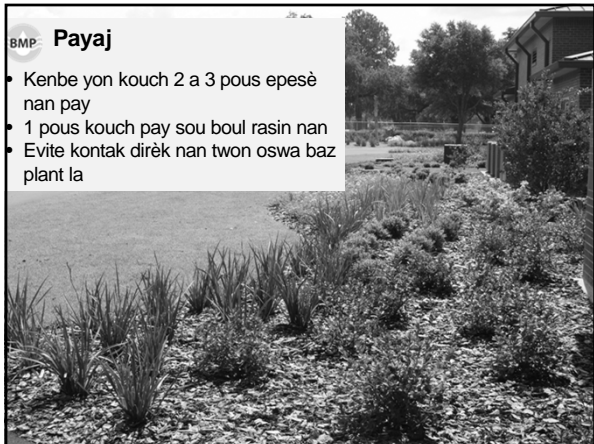 BMP Payaj
• Kenbe yon kouch 2 a 3 pous epesè
nan pay
• 1 pous kouch pay sou boul rasin nan
• Evite kontak dirèk nan twon oswa baz
plant la